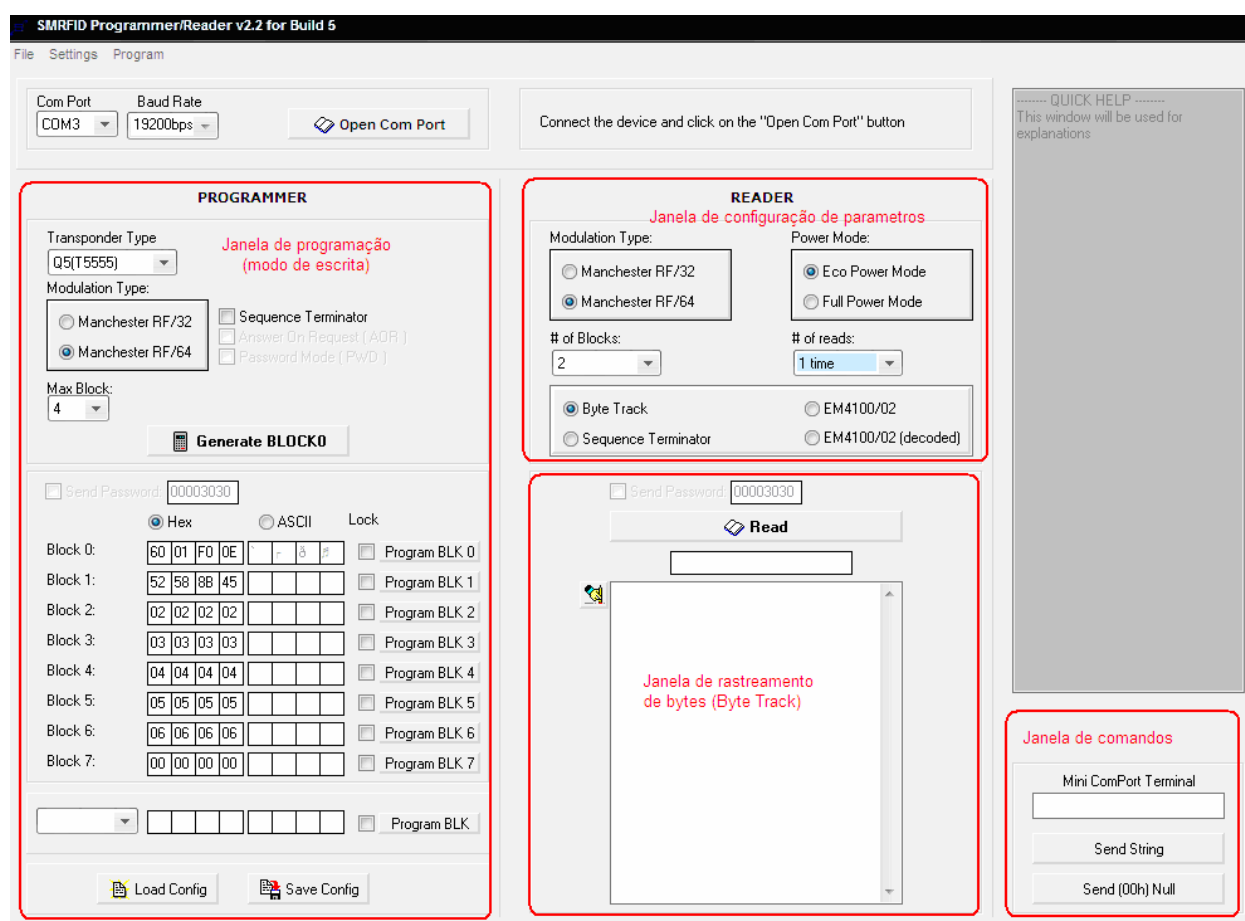 SMRFID Programmer/Reader v2.2 for Build 5
File Settings Program
Com Port Baud Rate
COM3 19200bps Open Com Port
Connect the device and click on the "Open Com Port" button
-------- QUICK HELP --------
This window will be used for
explanations
PROGRAMMER
Transponder Type
Q5(T5555)
Janela de programação
(modo de escrita)
Modulation Type:
Manchester RF/32
Manchester RF/64
Sequence Terminator
Answer On Request ( AOR )
Password Mode ( PWD )
Max Block:
4
Generate BLOCK0
Send Password: 00003030
Hex ASCII Lock
Block 0: 60 01 F0 0E Program BLK 0
Block 1: 52 58 8B 45 Program BLK 1
Block 2: 02 02 02 02 Program BLK 2
Block 3: 03 03 03 03 Program BLK 3
Block 4: 04 04 04 04 Program BLK 4
Block 5: 05 05 05 05 Program BLK 5
Block 6: 06 06 06 06 Program BLK 6
Block 7: 00 00 00 00 Program BLK 7
Program BLK
Load Config Save Config
READER
Janela de configuração de parametros
Modulation Type: Power Mode:
Manchester RF/32 Eco Power Mode
Manchester RF/64 Full Power Mode
# of Blocks: # of reads:
2 1 time
Byte Track EM4100/02
Sequence Terminator EM4100/02 (decoded)
Send Password: 00003030
Read
Janela de rastreamento
de bytes (Byte Track)
Janela de comandos
Mini ComPort Terminal
Send String
Send (00h) Null